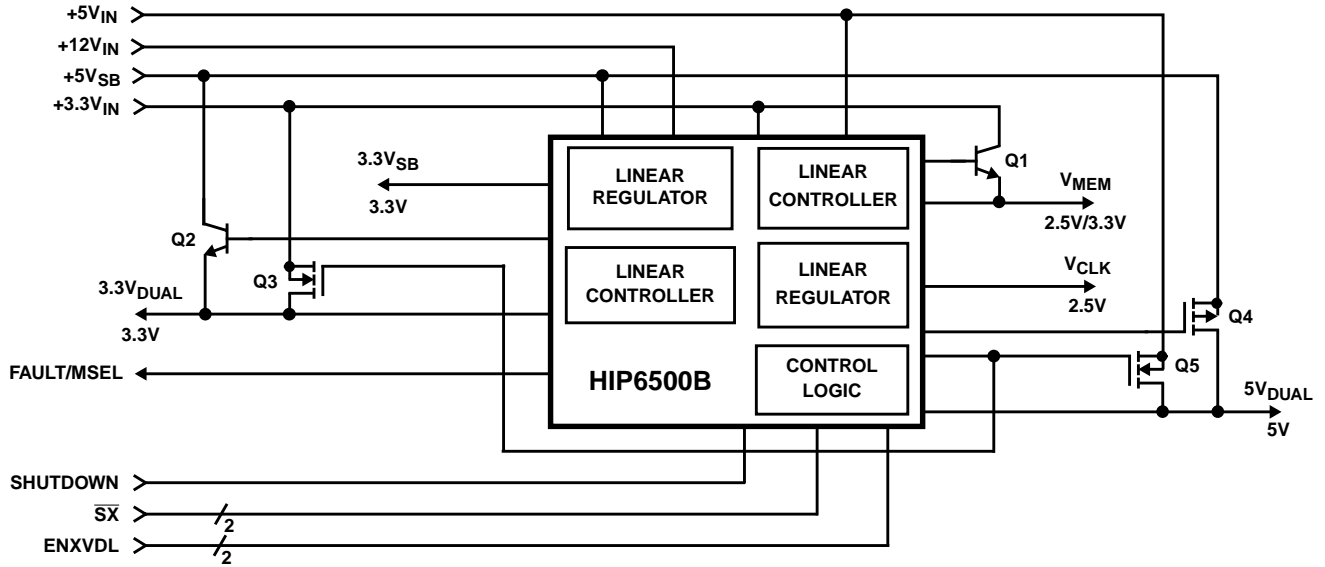 +5VIN
+12VIN
+5VSB
+3.3VIN
3.3VSB
3.3V
LINEAR
REGULATOR
LINEAR
CONTROLLER
Q1
VMEM
2.5V/3.3V
Q2
Q3
LINEAR
CONTROLLER
LINEAR
REGULATOR
VCLK
2.5V
3.3VDUAL
3.3V
Q4
FAULT/MSEL
HIP6500B
CONTROL
LOGIC
Q5
5VDUAL
5V
SHUTDOWN
SX
2
ENXVDL
2